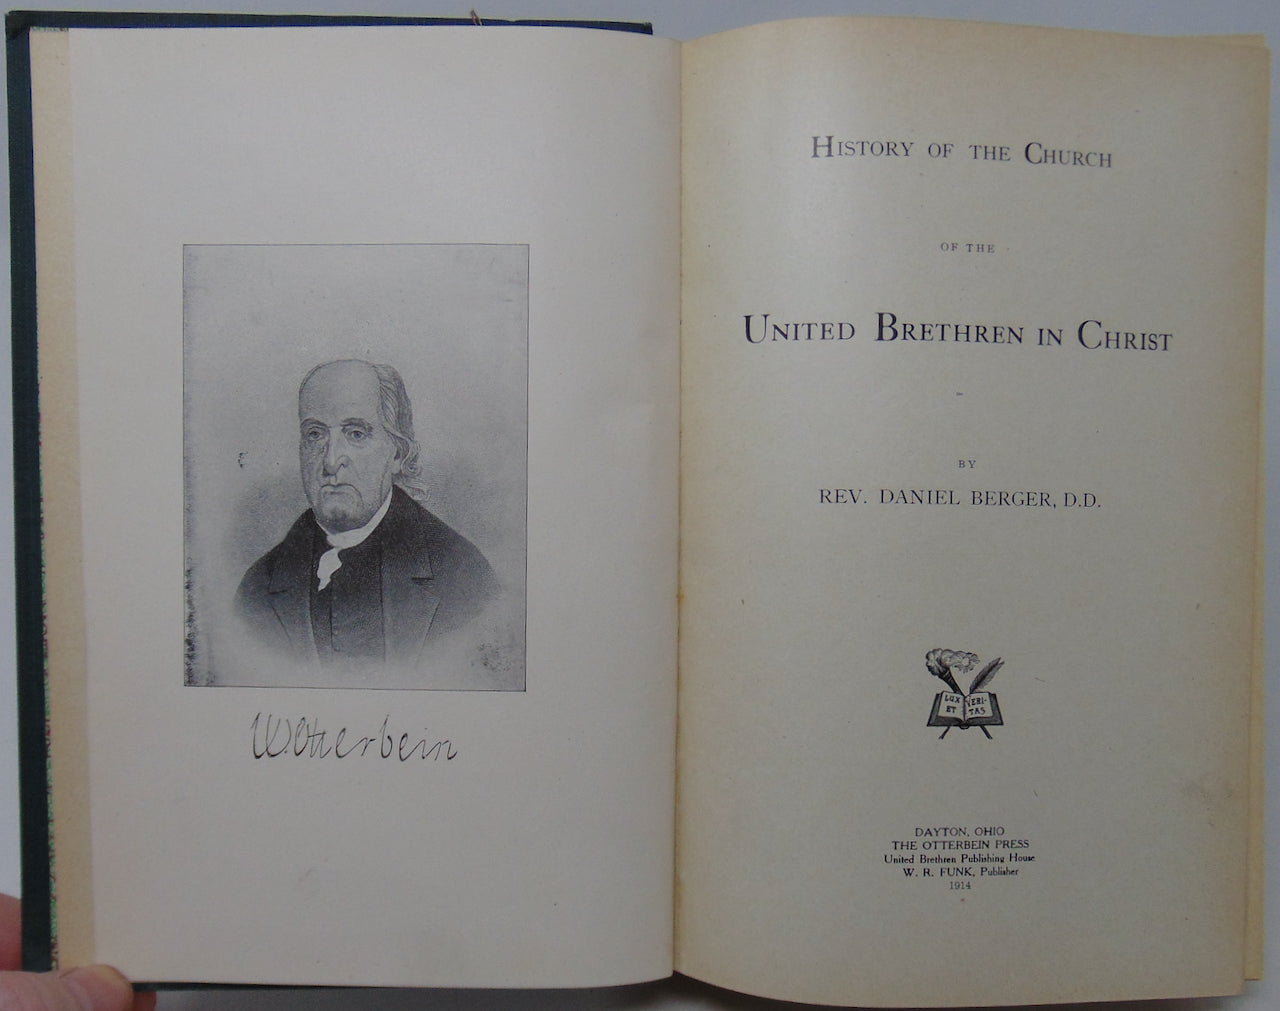 W. Otterbein
HISTORY OF THE CHURCH
OF THE
UNITED BRETHREN IN CHRIST
BY
REV. DANIEL BERGER, D.D.
LUX VERI-
ET TAS
DAYTON, OHIO
THE OTTERBEIN PRESS
United Brethren Publishing House
W. R. FUNK, Publisher
1914